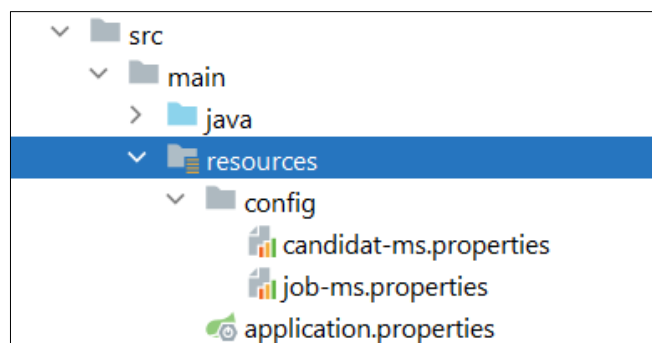 src
main
java
resources
config
candidat-ms.properties
job-ms.properties
application.properties